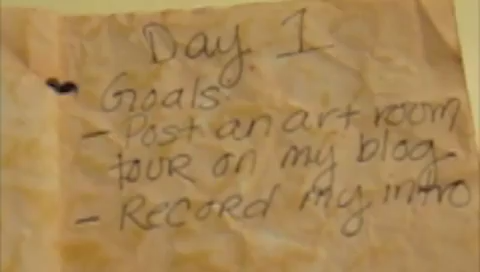 Day 1
Goals:
- Post an art room
tour on my blog
- Record my intro